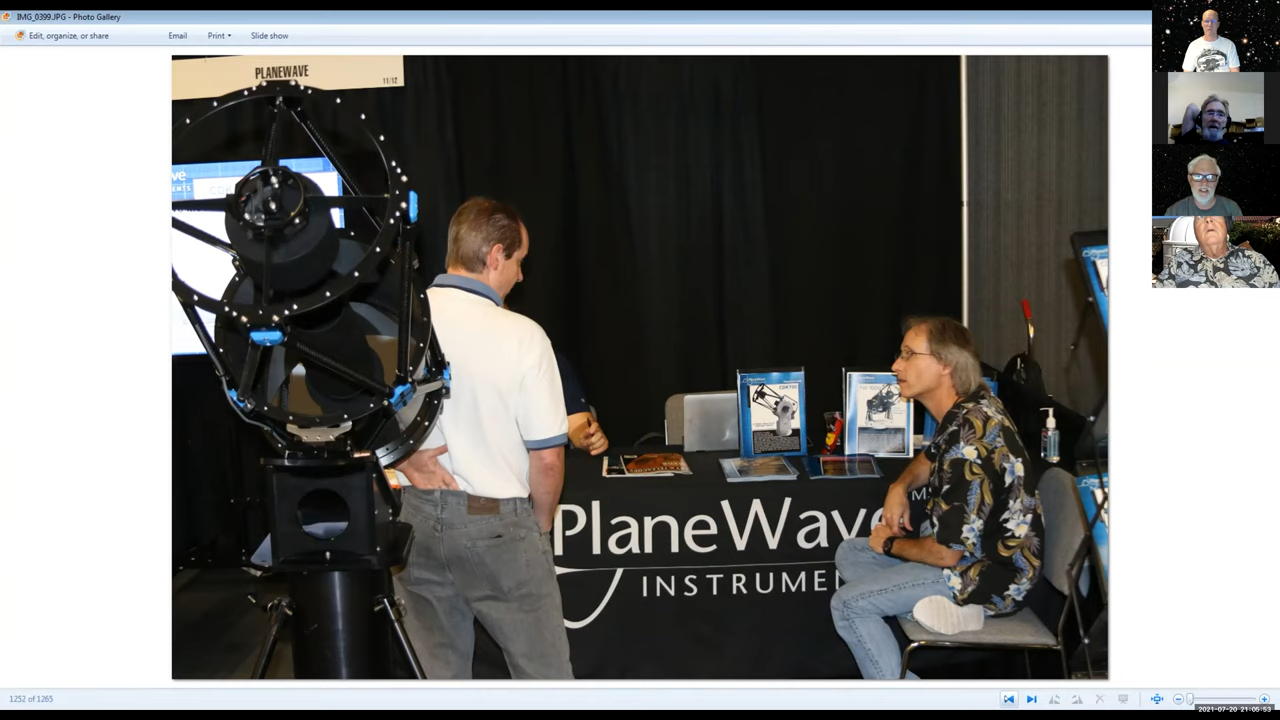 IMG_0399.JPG - Photo Gallery
Edit, organize, or share
Email
Print
Slide show
PLANEWAVE
11/12
CDK700
PlaneWave
INSTRUMEN
1252 of 1265
2021-07-20 21:05:53